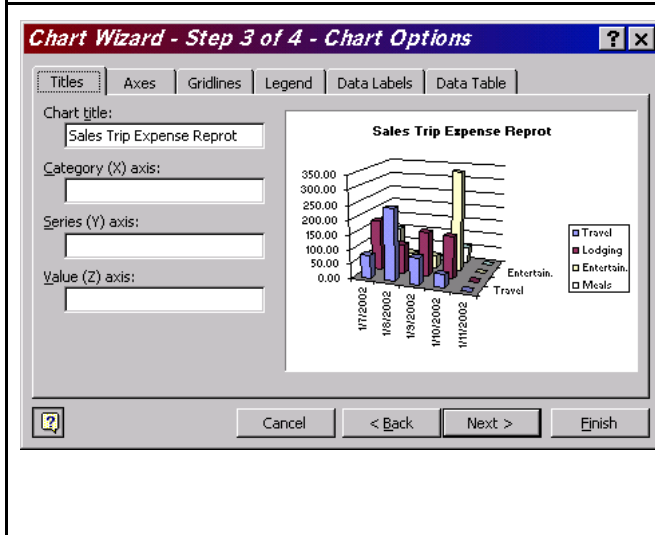 Chart Wizard - Step 3 of 4 - Chart Options
Titles Axes Gridlines Legend Data Labels Data Table
Chart title:
Sales Trip Expense Reprot
Category (X) axis:
Series (Y) axis:
Value (Z) axis:
Sales Trip Expense Reprot
350.00
300.00
250.00
200.00
150.00
100.00
50.00
0.00
1/7/2002
1/8/2002
1/9/2002
1/10/2002
1/11/2002
Entertain.
Travel
Travel
Lodging
Entertain.
Meals
Cancel < Back Next > Finish